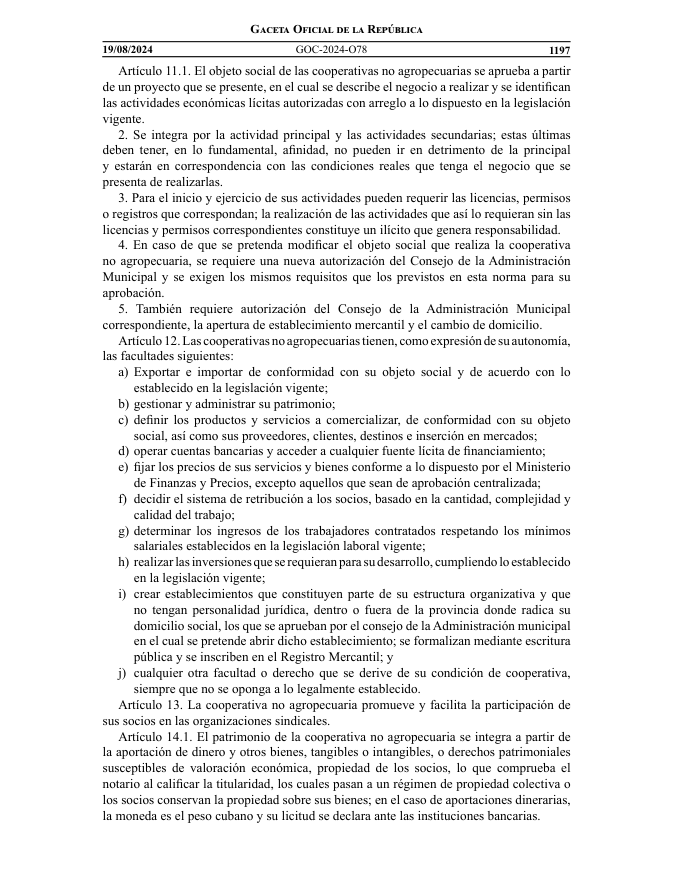 GACETA OFICIAL DE LA REPÚBLICA
19/08/2024 GOC-2024-O78 1197
Artículo 11.1. El objeto social de las cooperativas no agropecuarias se aprueba a partir
de un proyecto que se presente, en el cual se describe el negocio a realizar y se identifican
las actividades económicas lícitas autorizadas con arreglo a lo dispuesto en la legislación
vigente.
2. Se integra por la actividad principal y las actividades secundarias; estas últimas
deben tener, en lo fundamental, afinidad, no pueden ir en detrimento de la principal
y estarán en correspondencia con las condiciones reales que tenga el negocio que se
presenta de realizarlas.
3. Para el inicio y ejercicio de sus actividades pueden requerir las licencias, permisos
o registros que correspondan; la realización de las actividades que así lo requieran sin las
licencias y permisos correspondientes constituye un ilícito que genera responsabilidad.
4. En caso de que se pretenda modificar el objeto social que realiza la cooperativa
no agropecuaria, se requiere una nueva autorización del Consejo de la Administración
Municipal y se exigen los mismos requisitos que los previstos en esta norma para su
aprobación.
5. También requiere autorización del Consejo de la Administración Municipal
correspondiente, la apertura de establecimiento mercantil y el cambio de domicilio.
Artículo 12. Las cooperativas no agropecuarias tienen, como expresión de su autonomía,
las facultades siguientes:
a) Exportar e importar de conformidad con su objeto social y de acuerdo con lo
establecido en la legislación vigente;
b) gestionar y administrar su patrimonio;
c) definir los productos y servicios a comercializar, de conformidad con su objeto
social, así como sus proveedores, clientes, destinos e inserción en mercados;
d) operar cuentas bancarias y acceder a cualquier fuente lícita de financiamiento;
e) fijar los precios de sus servicios y bienes conforme a lo dispuesto por el Ministerio
de Finanzas y Precios, excepto aquellos que sean de aprobación centralizada;
f) decidir el sistema de retribución a los socios, basado en la cantidad, complejidad y
calidad del trabajo;
g) determinar los ingresos de los trabajadores contratados respetando los mínimos
salariales establecidos en la legislación laboral vigente;
h) realizar las inversiones que se requieran para su desarrollo, cumpliendo lo establecido
en la legislación vigente;
i) crear establecimientos que constituyen parte de su estructura organizativa y que
no tengan personalidad jurídica, dentro o fuera de la provincia donde radica su
domicilio social, los que se aprueban por el consejo de la Administración municipal
en el cual se pretende abrir dicho establecimiento; se formalizan mediante escritura
pública y se inscriben en el Registro Mercantil; y
j) cualquier otra facultad o derecho que se derive de su condición de cooperativa,
siempre que no se oponga a lo legalmente establecido.
Artículo 13. La cooperativa no agropecuaria promueve y facilita la participación de
sus socios en las organizaciones sindicales.
Artículo 14.1. El patrimonio de la cooperativa no agropecuaria se integra a partir de
la aportación de dinero y otros bienes, tangibles o intangibles, o derechos patrimoniales
susceptibles de valoración económica, propiedad de los socios, lo que comprueba el
notario al calificar la titularidad, los cuales pasan a un régimen de propiedad colectiva o
los socios conservan la propiedad sobre sus bienes; en el caso de aportaciones dinerarias,
la moneda es el peso cubano y su licitud se declara ante las instituciones bancarias.